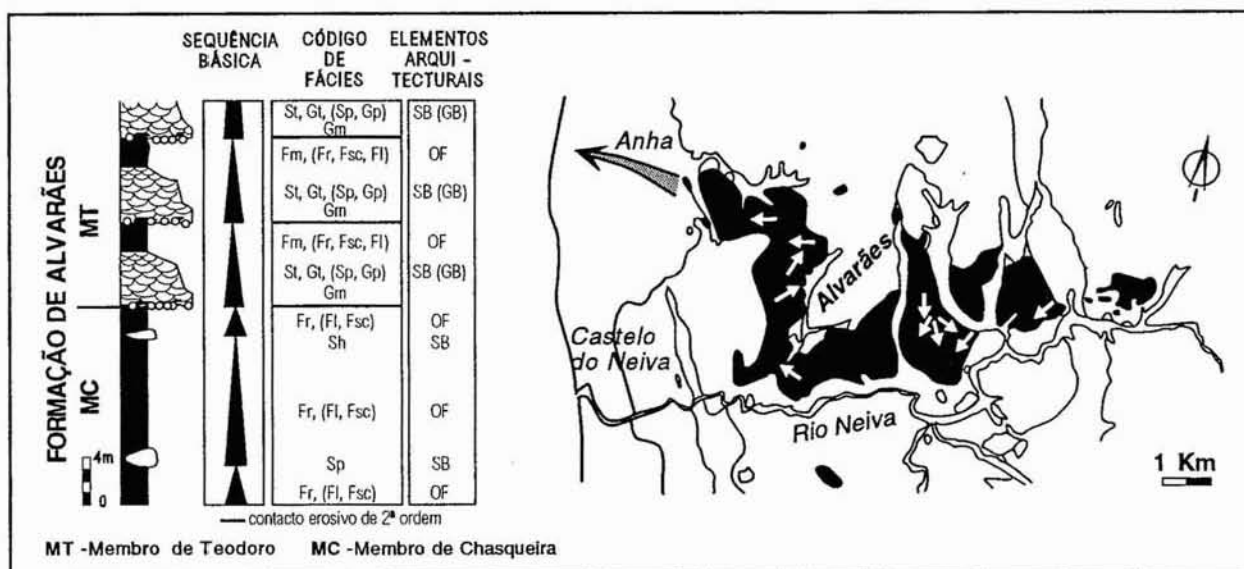 SEQUÊNCIA BÁSICA
CÓDIGO DE FÁCIES
ELEMENTOS ARQUI - TECTURAIS
FORMAÇÃO DE ALVARÃES
MT
MC
4m
0
St, Gt, (Sp, Gp) SB (GB)
Gm
Fm, (Fr, Fsc, Fl) OF
St, Gt, (Sp, Gp) SB (GB)
Gm
Fm, (Fr, Fsc, Fl) OF
St, Gt, (Sp, Gp) SB (GB)
Gm
Fr, (Fl, Fsc) OF
Sh SB
Fr, (Fl, Fsc) OF
Sp SB
Fr, (Fl, Fsc) OF
contacto erosivo de 2ª ordem
MT -Membro de Teodoro MC -Membro de Chasqueira
Anha
Alvarães
Castelo
do Neiva
Rio Neiva
1 Km